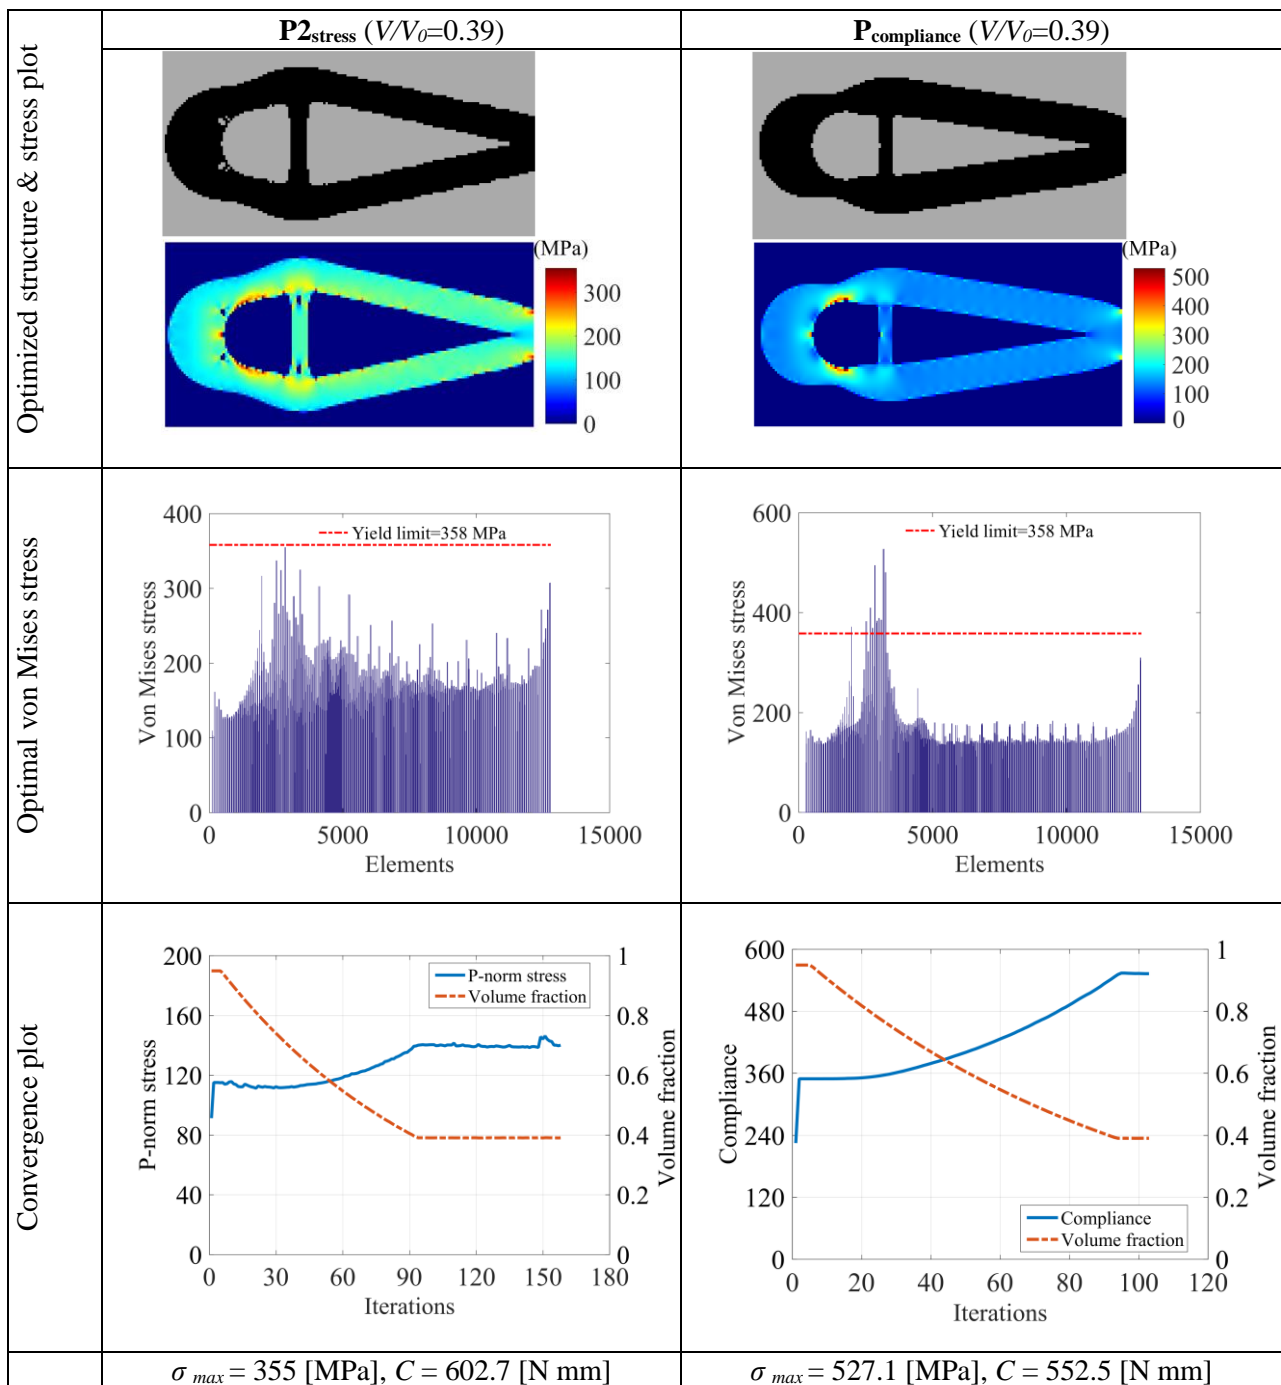 P2stress (V/V0=0.39)
Pcompliance (V/V0=0.39)
Optimized structure & stress plot
(MPa)
300
200
100
0
(MPa)
500
400
300
200
100
0
Optimal von Mises stress
400
300
200
100
0
Von Mises stress
Yield limit=358 MPa
0 5000 10000 15000
Elements
600
400
200
0
Von Mises stress
Yield limit=358 MPa
0 5000 10000 15000
Elements
Convergence plot
200
160
120
80
40
0
P-norm stress
P-norm stress
Volume fraction
1
0.8
0.6
0.4
0.2
0
Volume fraction
0 30 60 90 120 150 180
Iterations
600
480
360
240
120
0
Compliance
Compliance
Volume fraction
1
0.8
0.6
0.4
0.2
0
Volume fraction
0 20 40 60 80 100 120
Iterations
σ max = 355 [MPa], C = 602.7 [N mm]
σ max = 527.1 [MPa], C = 552.5 [N mm]